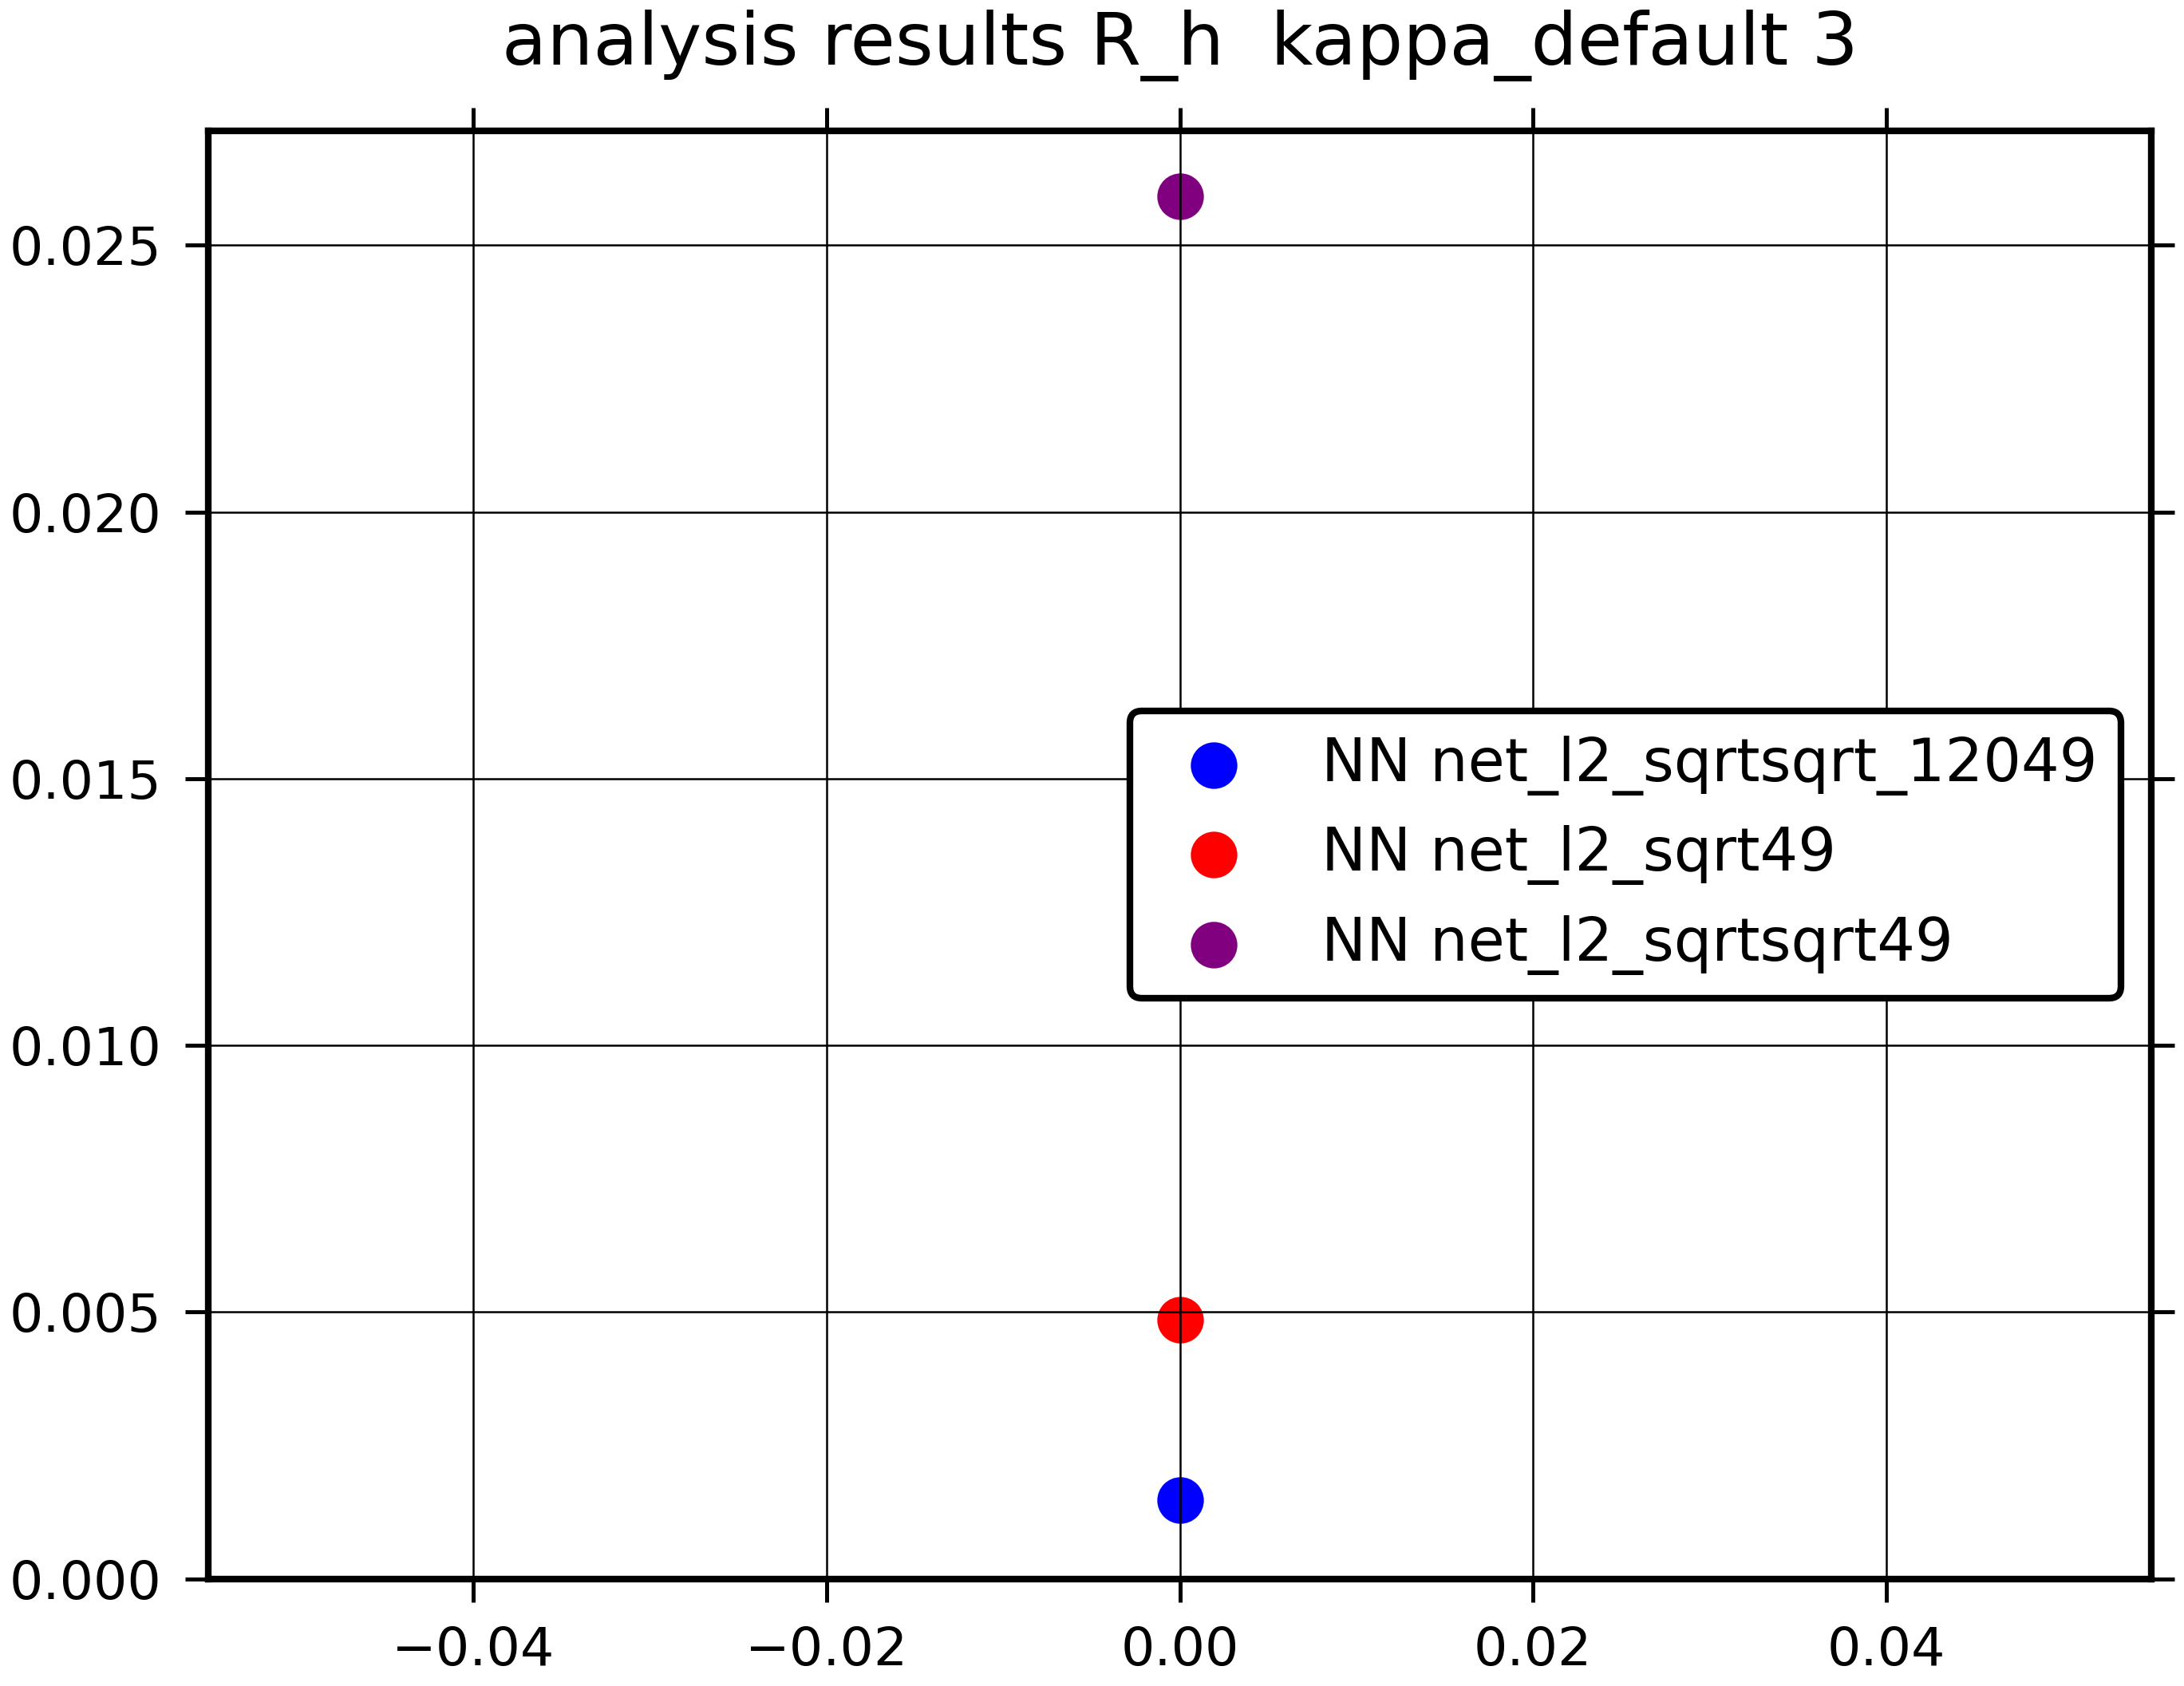 analysis results R_h  kappa_default 3
0.025
0.020
0.015
0.010
0.005
0.000
NN net_l2_sqrtsqrt_12049
NN net_l2_sqrt49
NN net_l2_sqrtsqrt49
−0.04 −0.02 0.00 0.02 0.04